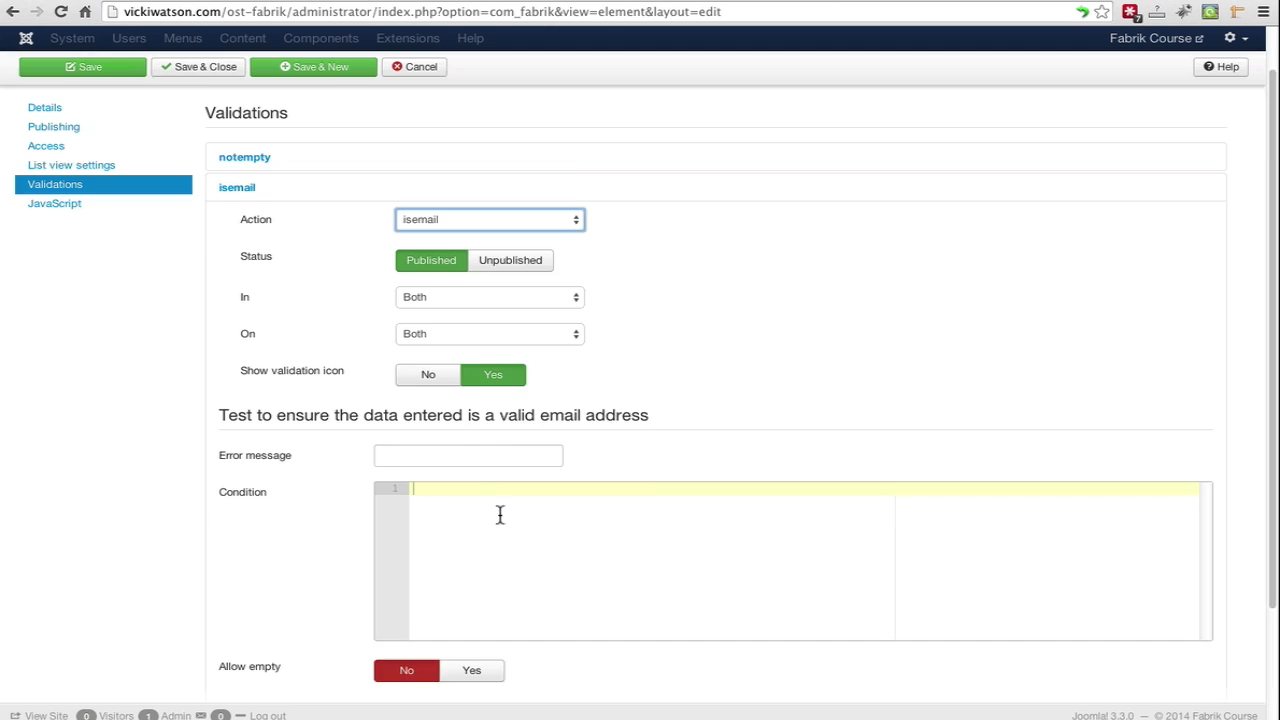 vickiwatson.com/ost-fabrik/administrator/index.php?option=com_fabrik&view=element&layout=edit
7
System Users Menus Content Components Extensions Help Fabrik Course
Save Save & Close Save & New Cancel Help
Details
Publishing
Access
List view settings
Validations
JavaScript
Validations
notempty
isemail
Action isemail
Status Published Unpublished
In Both
On Both
Show validation icon No Yes
Test to ensure the data entered is a valid email address
Error message
Condition 1
Allow empty No Yes
View Site 0 Visitors 1 Admin 0 Log out Joomla! 3.3.0 — © 2014 Fabrik Course